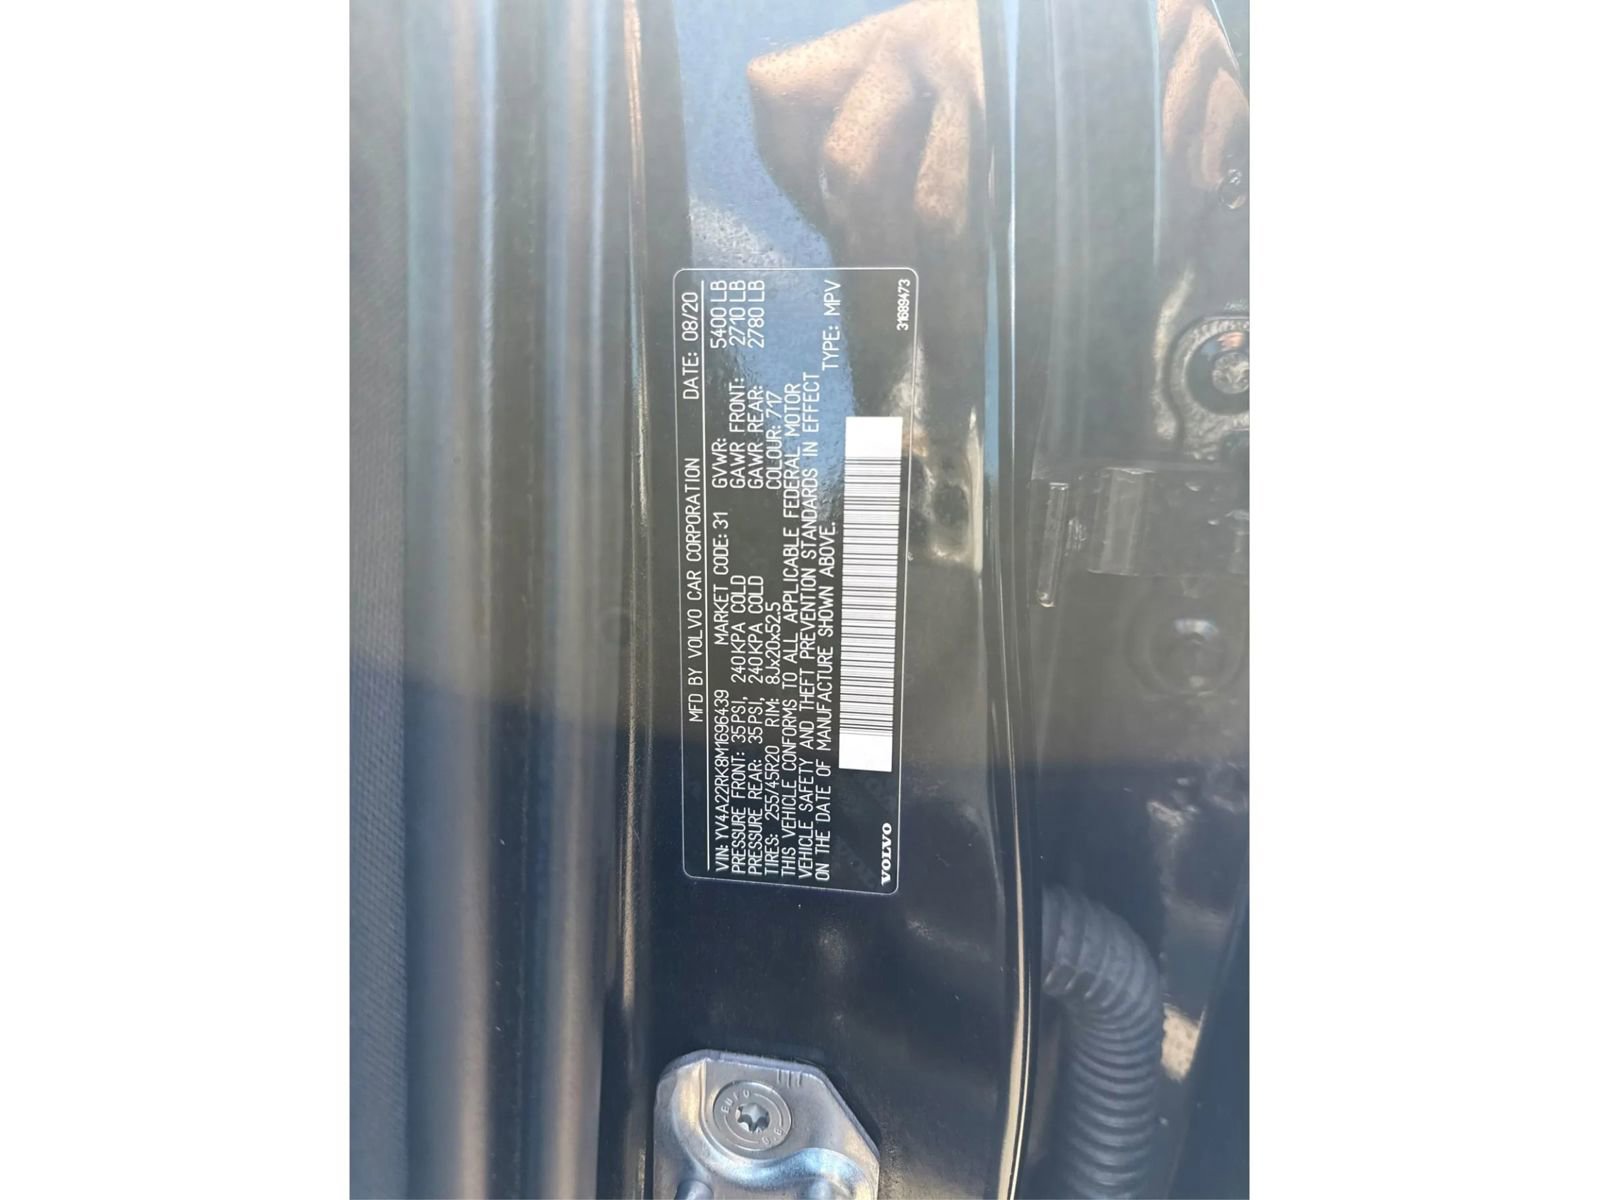 MFD BY VOLVO CAR CORPORATION DATE: 08/20
VIN: YV4A22RK8M1696439 MARKET CODE: 31 GVWR: 5400 LB
PRESSURE FRONT: 35PSI, 240KPA COLD GAWR FRONT: 2710 LB
PRESSURE REAR: 35PSI, 240KPA COLD GAWR REAR: 2780 LB
TIRES: 255/45R20 RIM: 8Jx20x52.5 COLOUR: 717
THIS VEHICLE CONFORMS TO ALL APPLICABLE FEDERAL MOTOR
VEHICLE SAFETY AND THEFT PREVENTION STANDARDS IN EFFECT
ON THE DATE OF MANUFACTURE SHOWN ABOVE. TYPE: MPV
VOLVO 31689473